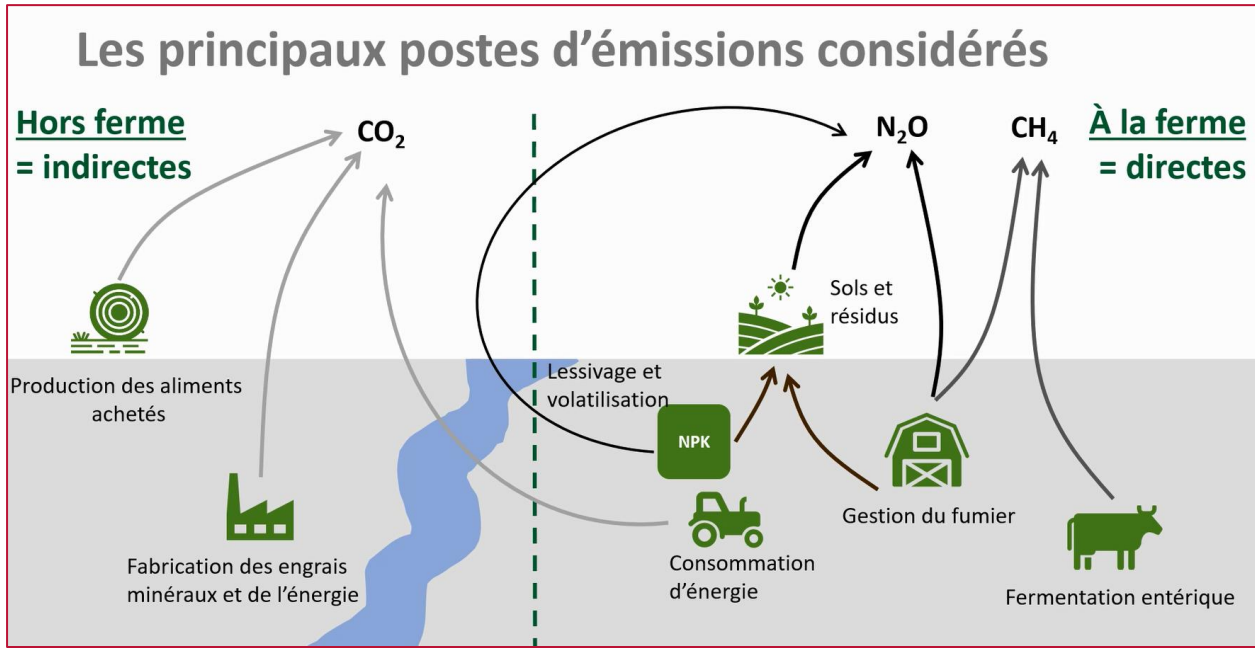 Les principaux postes d'émissions considérés
Hors ferme
= indirectes
CO₂
N₂O
CH₄
À la ferme
= directes
Sols et
résidus
Production des aliments
achetés
Lessivage et
volatilisation
NPK
Gestion du fumier
Fabrication des engrais
minéraux et de l'énergie
Consommation
d'énergie
Fermentation entérique